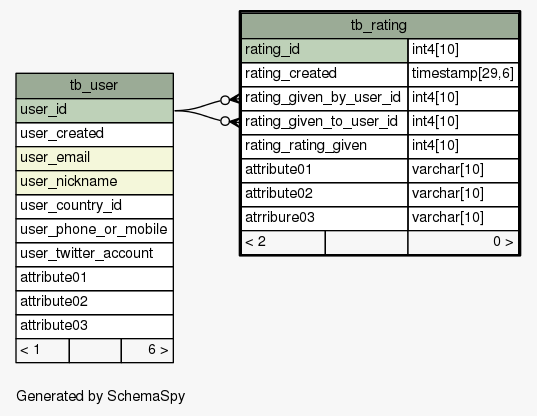 tb_rating
rating_id int4[10]
rating_created timestamp[29,6]
rating_given_by_user_id int4[10]
rating_given_to_user_id int4[10]
rating_rating_given int4[10]
attribute01 varchar[10]
attribute02 varchar[10]
atrribure03 varchar[10]
< 2 0 >
tb_user
user_id
user_created
user_email
user_nickname
user_country_id
user_phone_or_mobile
user_twitter_account
attribute01
attribute02
attribute03
< 1 6 >
Generated by SchemaSpy